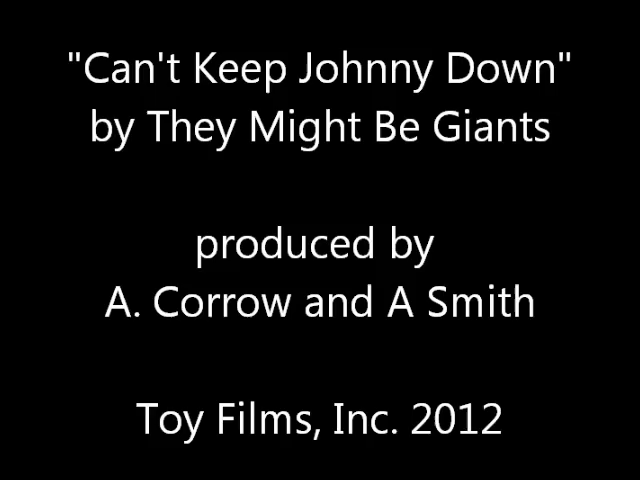 "Can't Keep Johnny Down"
by They Might Be Giants
produced by
A. Corrow and A Smith
Toy Films, Inc. 2012